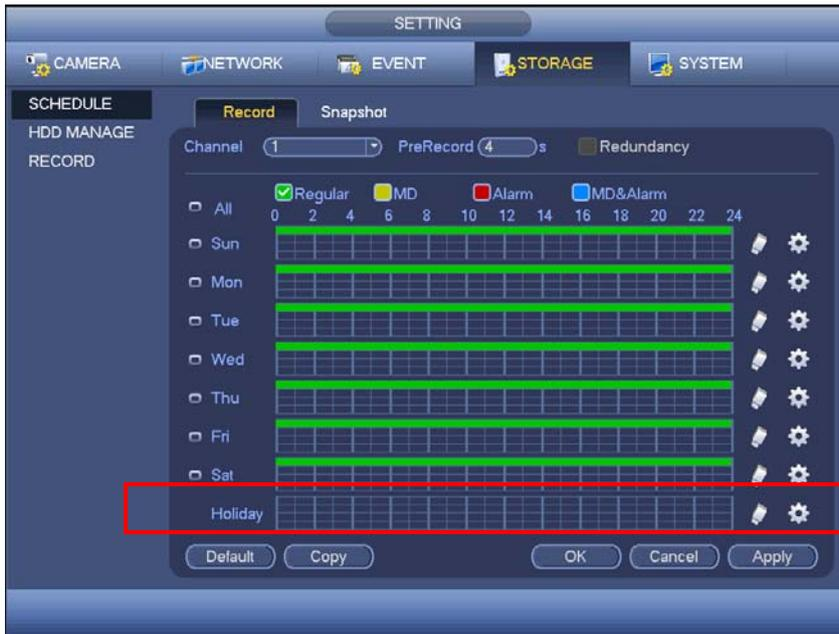 SETTING
CAMERA NETWORK EVENT STORAGE SYSTEM
SCHEDULE
HDD MANAGE
RECORD
Record Snapshot
Channel 1 PreRecord 4 s Redundancy
Regular MD Alarm MD&Alarm
All 0 2 4 6 8 10 12 14 16 18 20 22 24
Sun
Mon
Tue
Wed
Thu
Fri
Sat
Holiday
Default Copy OK Cancel Apply